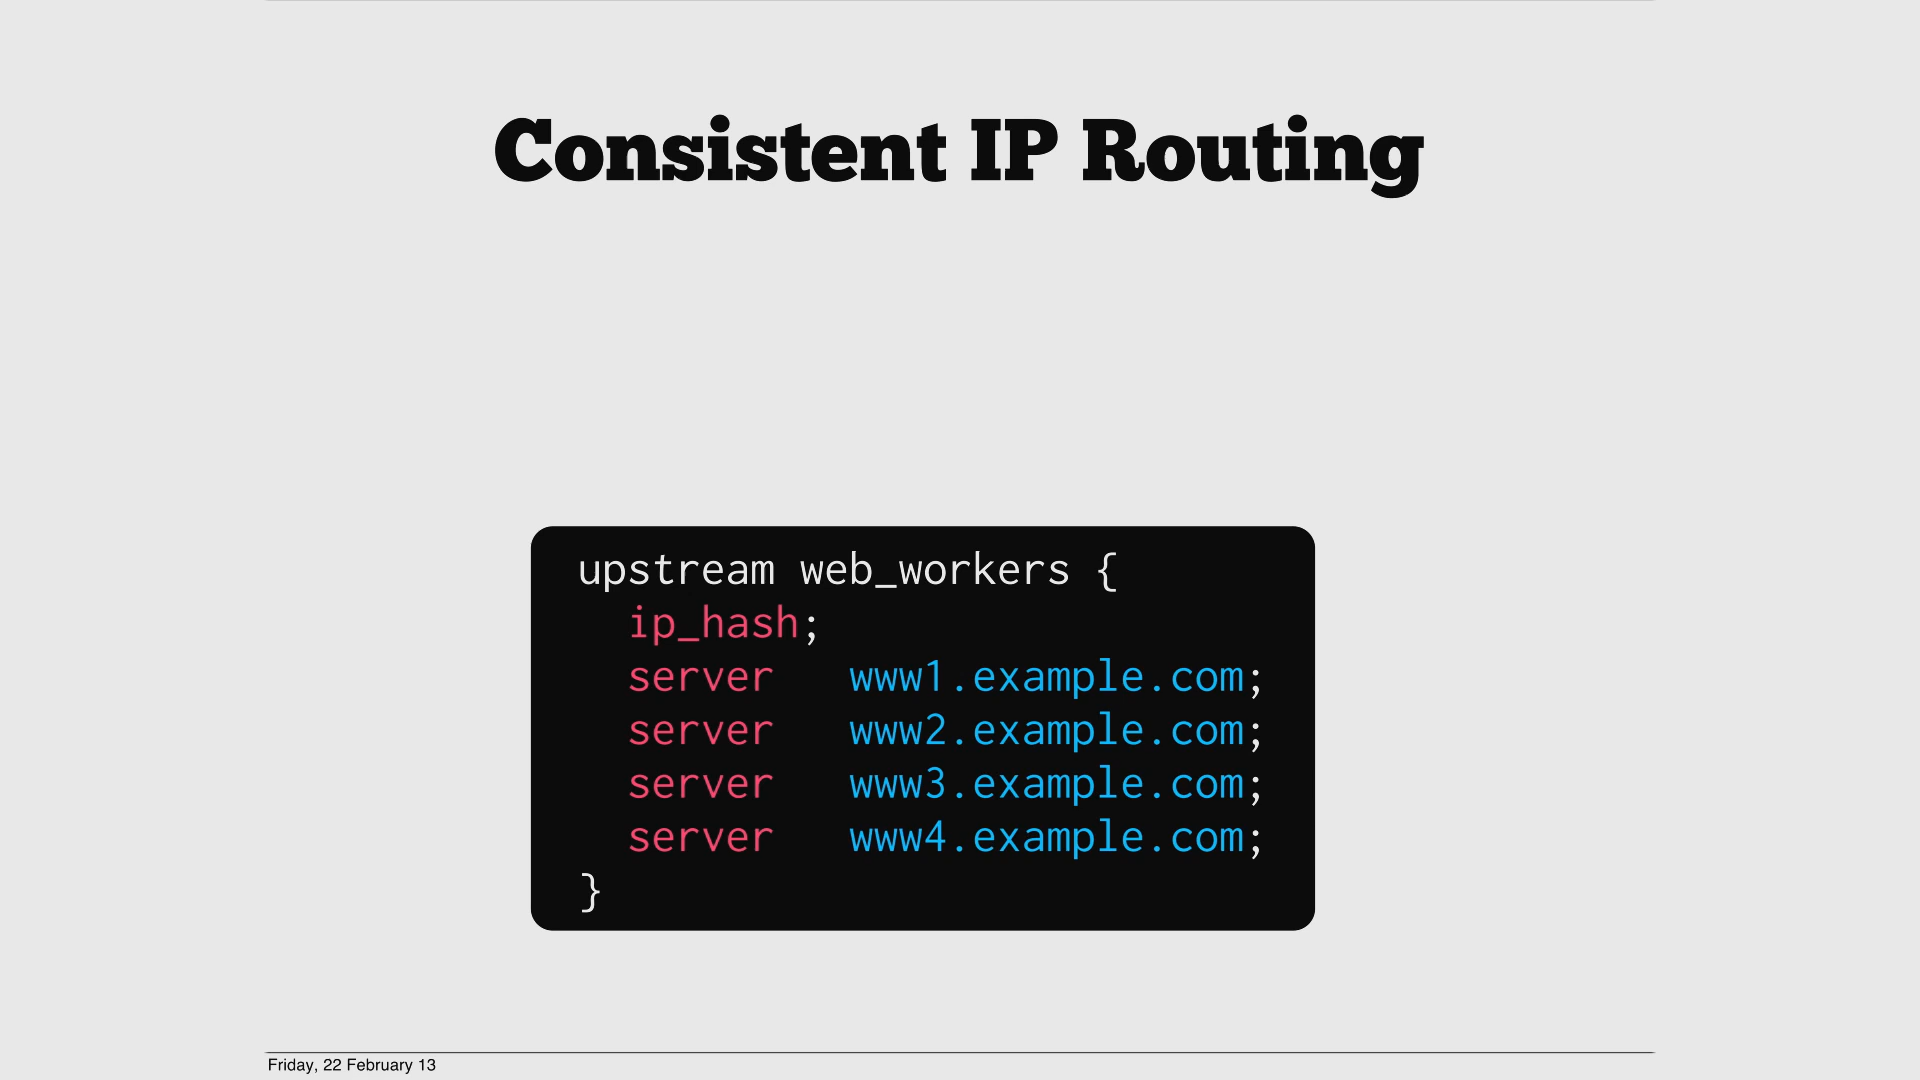 Consistent IP Routing
upstream web_workers {
  ip_hash;
  server   www1.example.com;
  server   www2.example.com;
  server   www3.example.com;
  server   www4.example.com;
}
Friday, 22 February 13